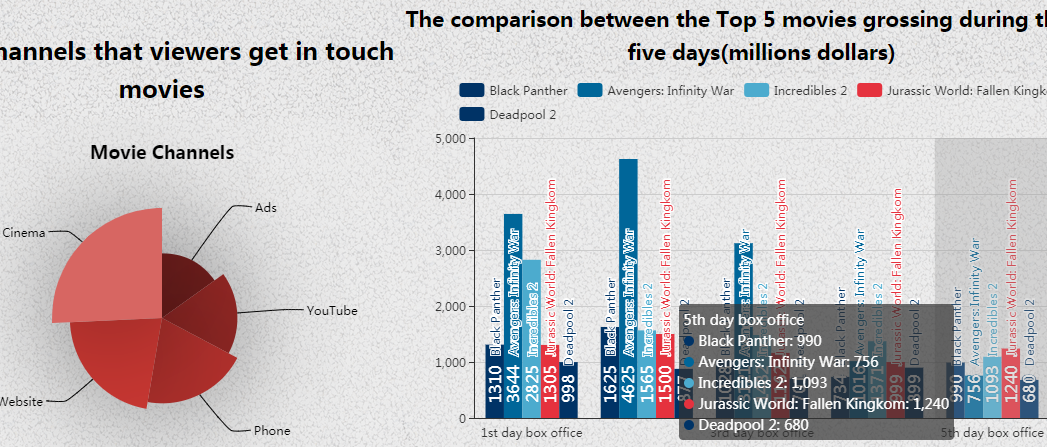 hannels that viewers get in touch
movies
Movie Channels
Ads
Cinema
YouTube
Website
Phone
The comparison between the Top 5 movies grossing during th
five days(millions dollars)
Black Panther Avengers: Infinity War Incredibles 2 Jurassic World: Fallen Kingko
Deadpool 2
5,000
4,000
3,000
2,000
1,000
0
1310 Black Panther
3644 Avengers: Infinity War
2825 Incredibles 2
1305 Jurassic World: Fallen Kingkom
998 Deadpool 2
1625 Black Panther
4625 Avengers: Infinity War
1565 Incredibles 2
1500 Jurassic World: Fallen Kingkom
877
990 Black Panther
756 Avengers: Infinity War
1093 Incredibles 2
1240 Jurassic World: Fallen Kingkom
680 Deadpool 2
1st day box office
3rd day box office
5th day box office
5th day box office
Black Panther: 990
Avengers: Infinity War: 756
Incredibles 2: 1,093
Jurassic World: Fallen Kingkom: 1,240
Deadpool 2: 680